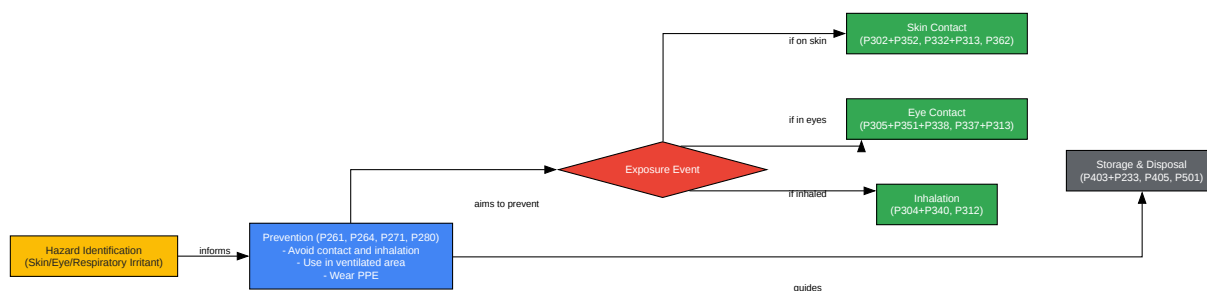 Hazard Identification
(Skin/Eye/Respiratory Irritant)
informs
Prevention (P261, P264, P271, P280)
- Avoid contact and inhalation
- Use in ventilated area
- Wear PPE
aims to prevent
Exposure Event
if on skin
Skin Contact
(P302+P352, P332+P313, P362)
if in eyes
Eye Contact
(P305+P351+P338, P337+P313)
if inhaled
Inhalation
(P304+P340, P312)
guides
Storage & Disposal
(P403+P233, P405, P501)